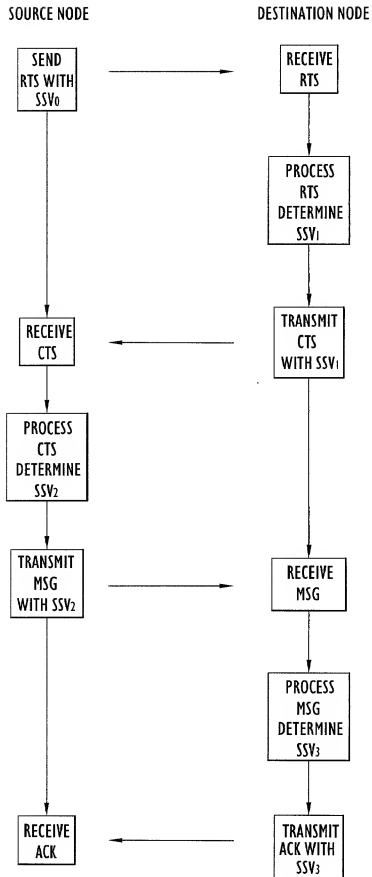 SOURCE NODE
DESTINATION NODE
SEND
RTS WITH
SSV0
RECEIVE
RTS
PROCESS
RTS
DETERMINE
SSV1
RECEIVE
CTS
TRANSMIT
CTS
WITH SSV1
PROCESS
CTS
DETERMINE
SSV2
TRANSMIT
MSG
WITH SSV2
RECEIVE
MSG
PROCESS
MSG
DETERMINE
SSV3
RECEIVE
ACK
TRANSMIT
ACK WITH
SSV3